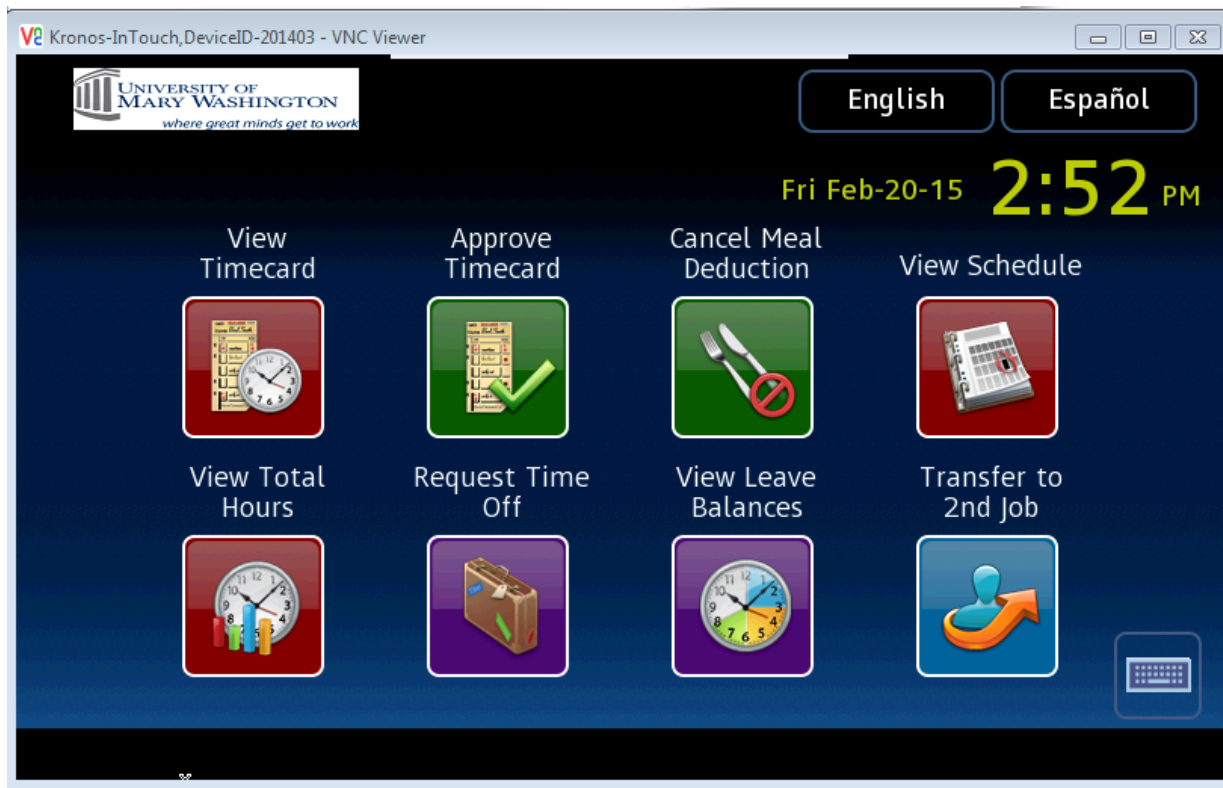 Kronos-InTouch,DeviceID-201403 - VNC Viewer
UNIVERSITY OF
MARY WASHINGTON
where great minds get to work
English
Español
Fri Feb-20-15 2:52 PM
View
Timecard
Approve
Timecard
Cancel Meal
Deduction
View Schedule
View Total
Hours
Request Time
Off
View Leave
Balances
Transfer to
2nd Job